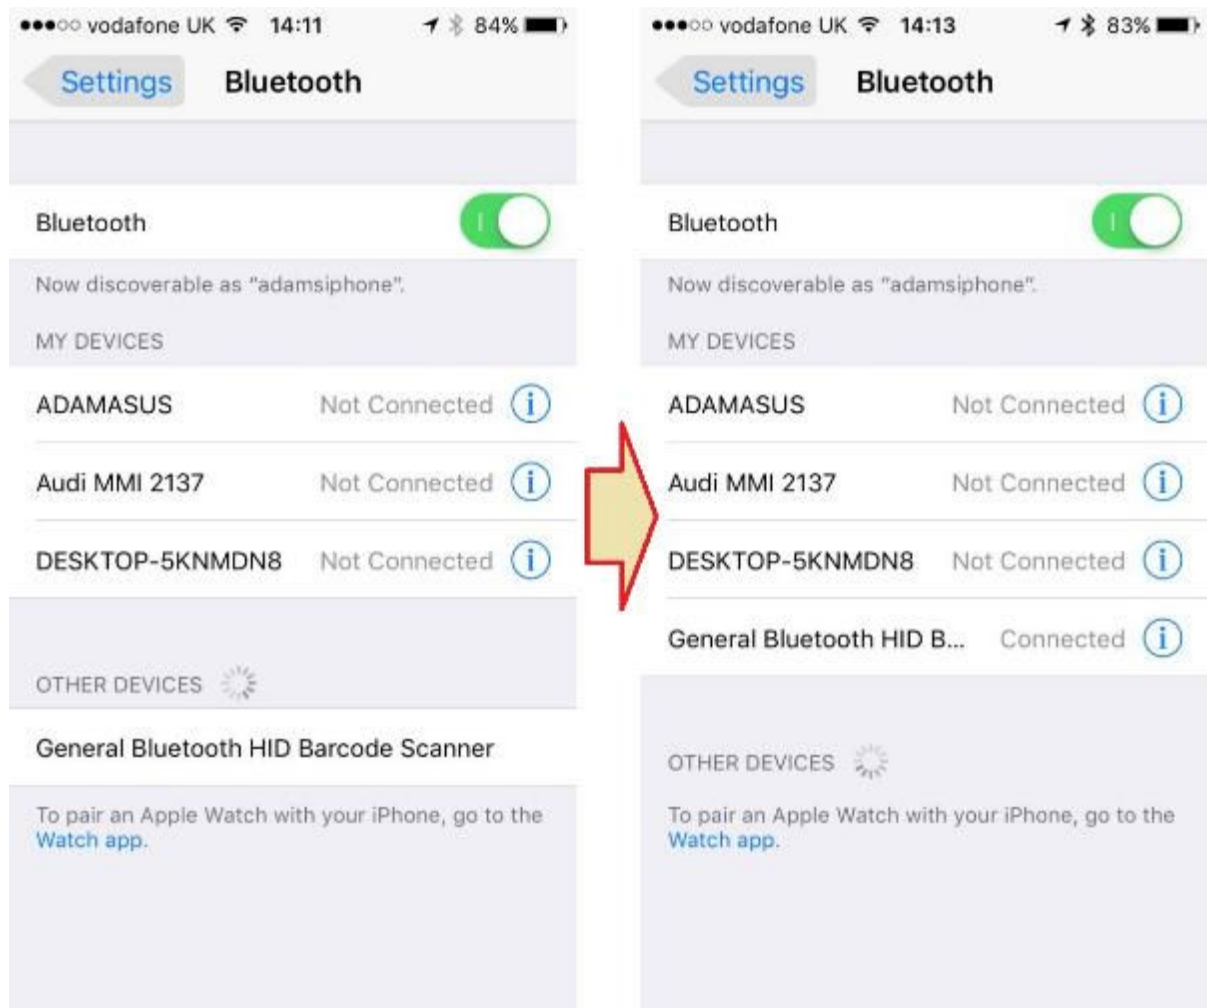 vodafone UK 14:11 84%
Settings Bluetooth
Bluetooth
Now discoverable as "adamsiphone".
MY DEVICES
ADAMASUS Not Connected
Audi MMI 2137 Not Connected
DESKTOP-5KNMDN8 Not Connected
OTHER DEVICES
General Bluetooth HID Barcode Scanner
To pair an Apple Watch with your iPhone, go to the
Watch app.
vodafone UK 14:13 83%
Settings Bluetooth
Bluetooth
Now discoverable as "adamsiphone".
MY DEVICES
ADAMASUS Not Connected
Audi MMI 2137 Not Connected
DESKTOP-5KNMDN8 Not Connected
General Bluetooth HID B... Connected
OTHER DEVICES
To pair an Apple Watch with your iPhone, go to the
Watch app.